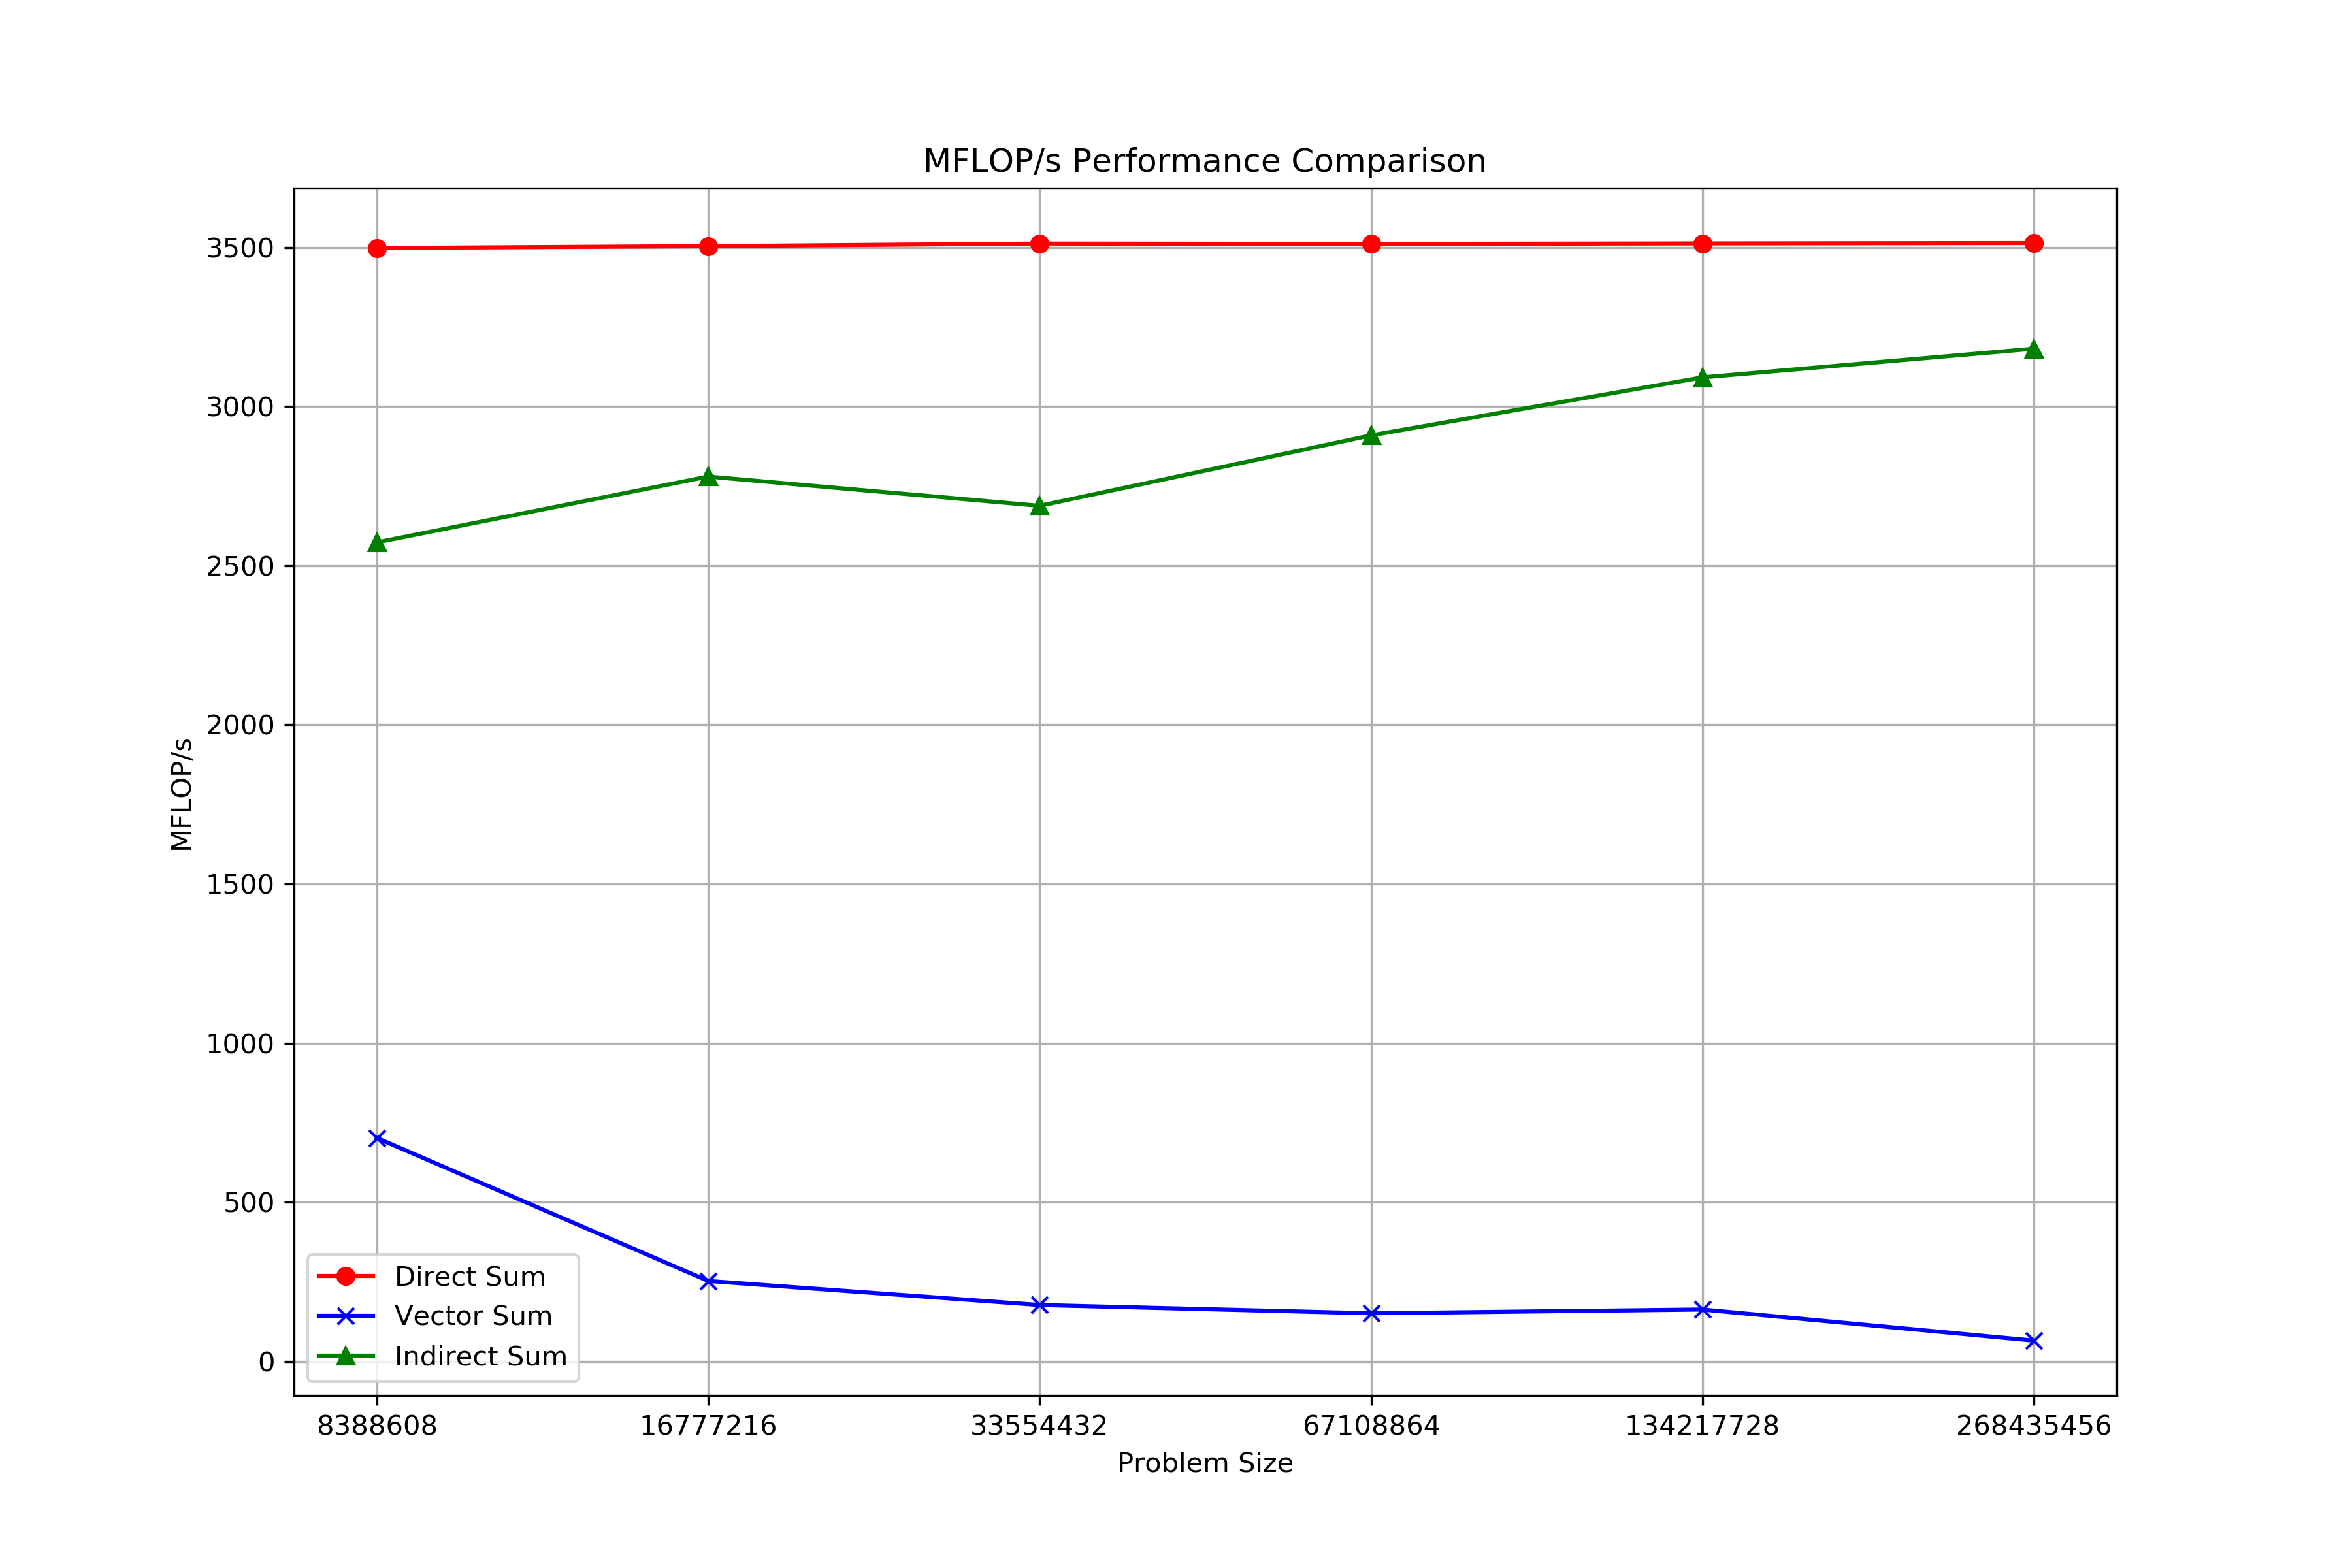 MFLOP/s Performance Comparison
3500
3000
2500
2000
1500
1000
500
0
MFLOP/s
Direct Sum
Vector Sum
Indirect Sum
8388608 16777216 33554432 67108864 134217728 268435456
Problem Size